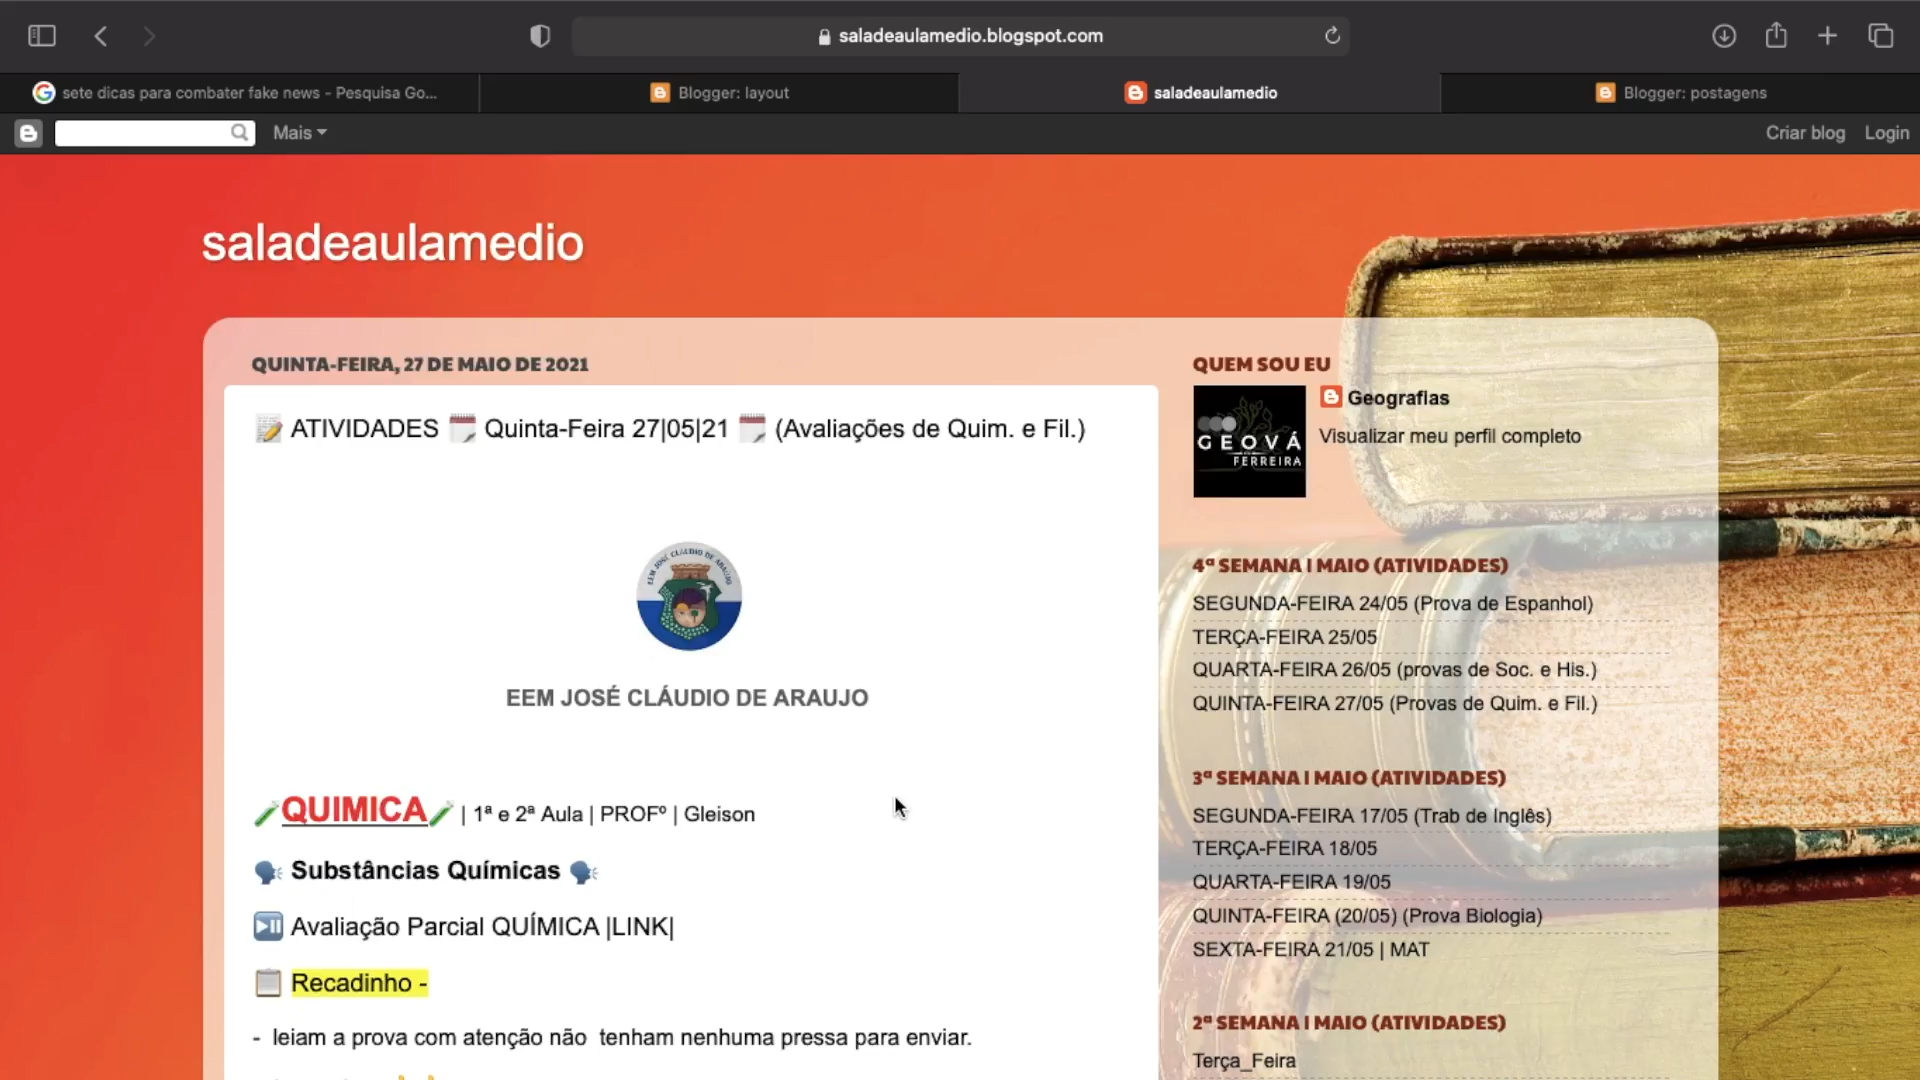 saladeaulamedio.blogspot.com
sete dicas para combater fake news - Pesquisa Go...
Blogger: layout
saladeaulamedio
Blogger: postagens
Mais
Criar blog
Login
saladeaulamedio
QUINTA-FEIRA, 27 DE MAIO DE 2021
ATIVIDADES Quinta-Feira 27|05|21 (Avaliações de Quim. e Fil.)
EEM JOSÉ CLÁUDIO DE ARAUJO
EEM JOSÉ CLÁUDIO DE ARAUJO
QUIMICA | 1ª e 2ª Aula | PROFº | Gleison
Substâncias Químicas
Avaliação Parcial QUÍMICA |LINK|
Recadinho -
- leiam a prova com atenção não tenham nenhuma pressa para enviar.
QUEM SOU EU
GEOVÁ
FERREIRA
Geografias
Visualizar meu perfil completo
4ª SEMANA | MAIO (ATIVIDADES)
SEGUNDA-FEIRA 24/05 (Prova de Espanhol)
TERÇA-FEIRA 25/05
QUARTA-FEIRA 26/05 (provas de Soc. e His.)
QUINTA-FEIRA 27/05 (Provas de Quim. e Fil.)
3ª SEMANA | MAIO (ATIVIDADES)
SEGUNDA-FEIRA 17/05 (Trab de Inglês)
TERÇA-FEIRA 18/05
QUARTA-FEIRA 19/05
QUINTA-FEIRA (20/05) (Prova Biologia)
SEXTA-FEIRA 21/05 | MAT
2ª SEMANA | MAIO (ATIVIDADES)
Terça_Feira